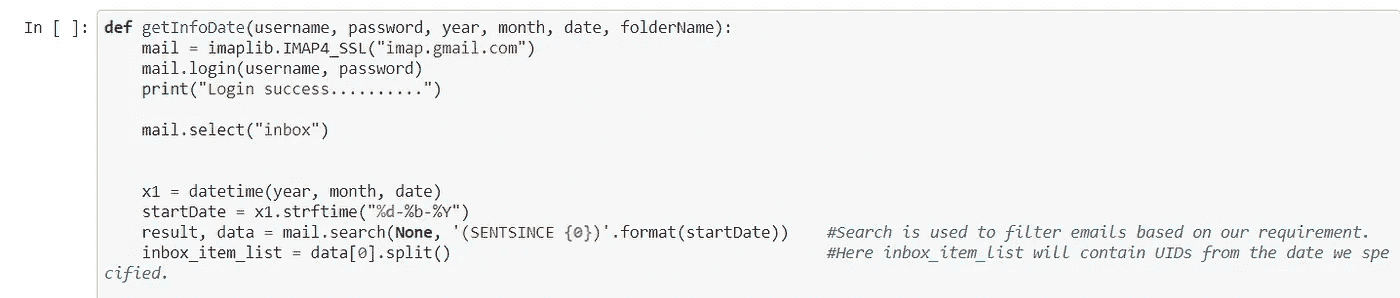 In [ ]: def getInfoDate(username, password, year, month, date, folderName):
mail = imaplib.IMAP4_SSL("imap.gmail.com")
mail.login(username, password)
print("Login success..........")
mail.select("inbox")
x1 = datetime(year, month, date)
startDate = x1.strftime("%d-%b-%Y")
result, data = mail.search(None, '(SENTSINCE {0})'.format(startDate)) #Search is used to filter emails based on our requirement.
inbox_item_list = data[0].split() #Here inbox_item_list will contain UIDs from the date we spe
cified.